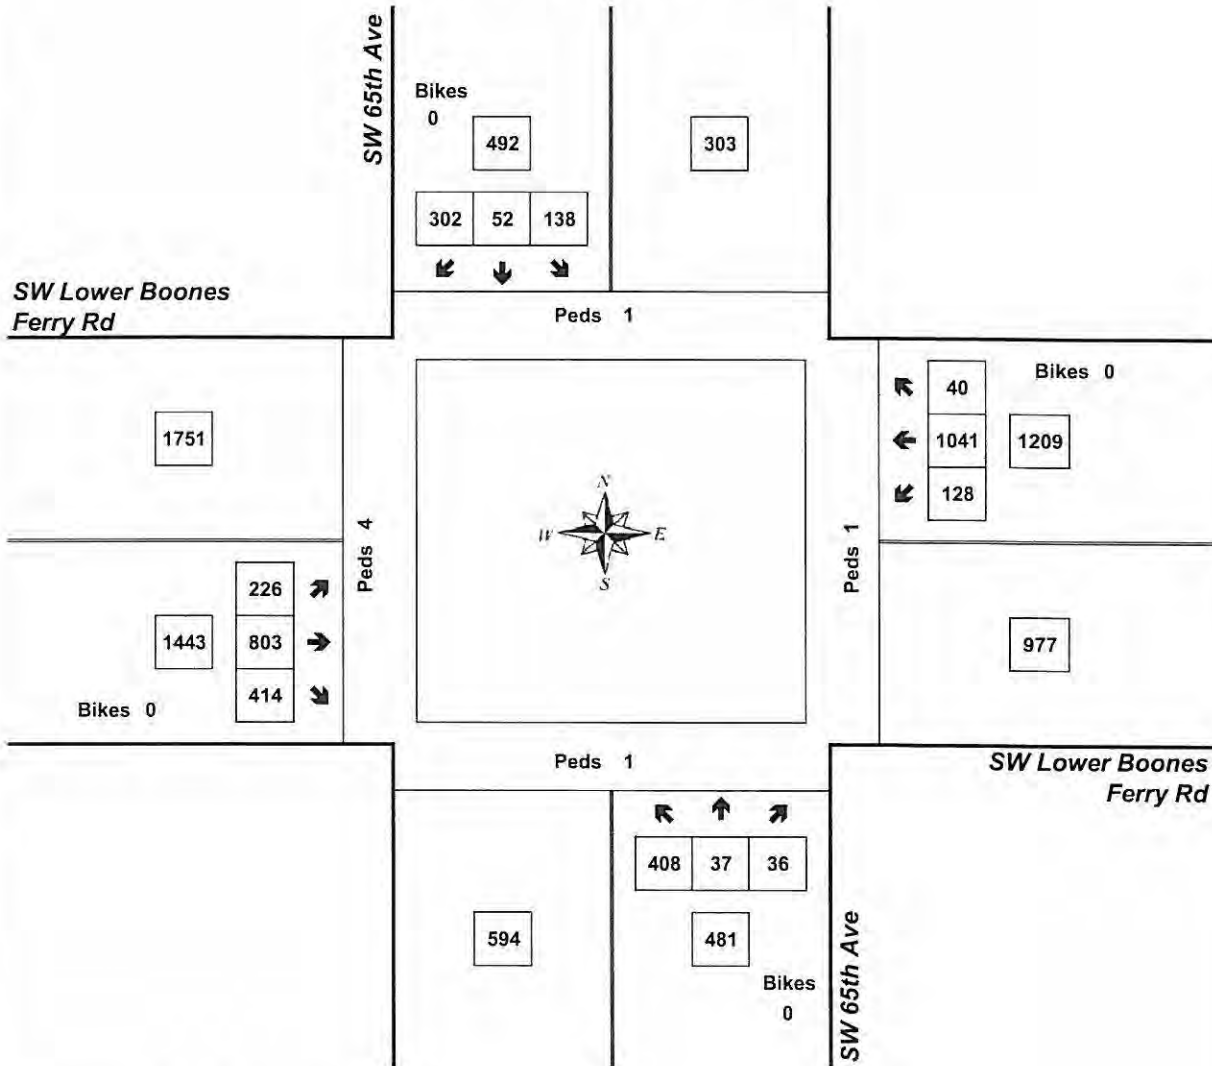 SW 65th Ave
Bikes
0
492
303
302 52 138
SW Lower Boones
Ferry Rd
Peds 1
Bikes 0
40
1751
1041 1209
128
N
W E
S
Peds 4
Peds 1
226
1443 803
977
414
Bikes 0
Peds 1
SW Lower Boones
Ferry Rd
408 37 36
594
481
SW 65th Ave
Bikes
0